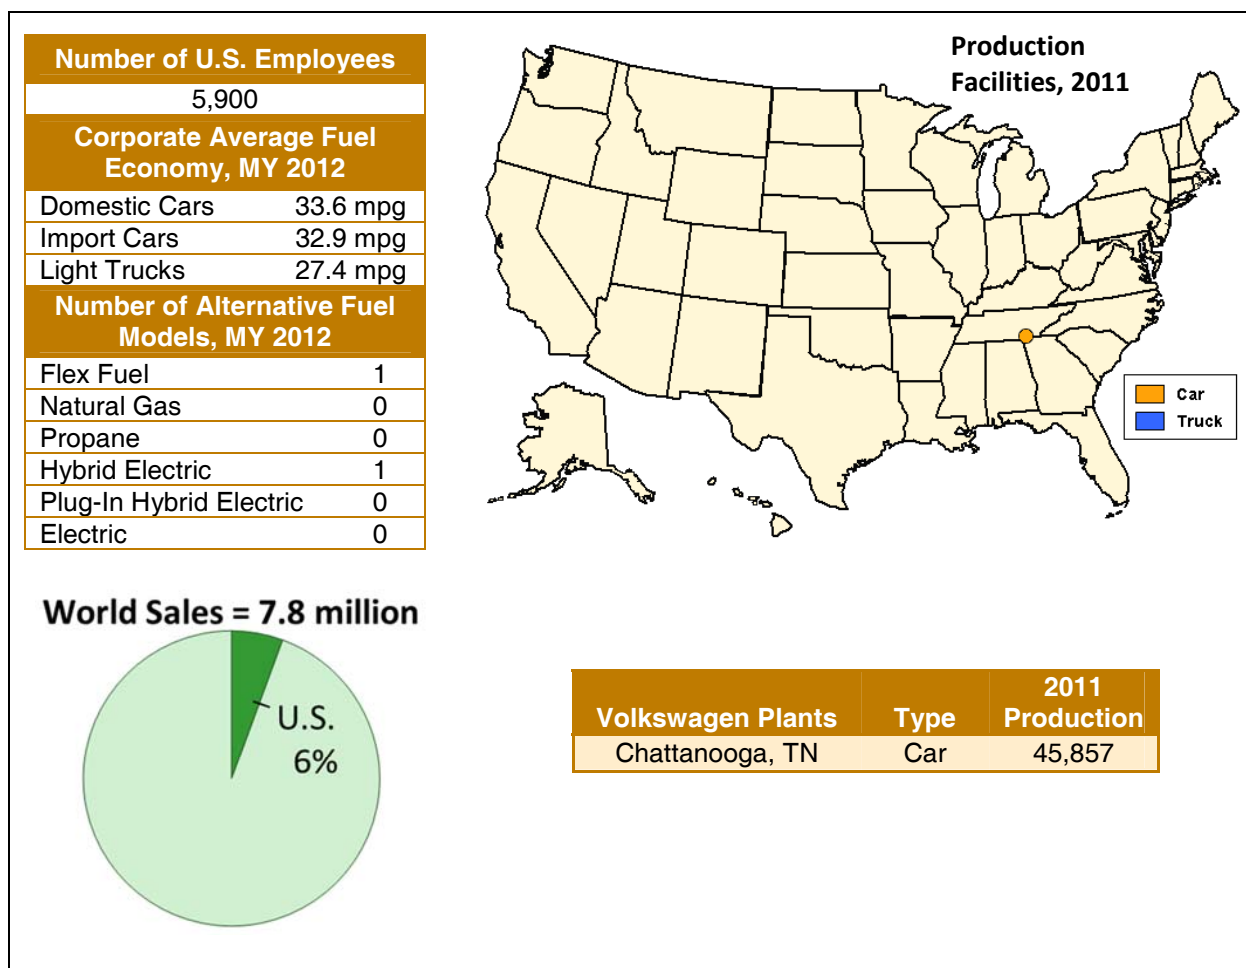 Number of U.S. Employees
5,900
Corporate Average Fuel
Economy, MY 2012
Domestic Cars 33.6 mpg
Import Cars 32.9 mpg
Light Trucks 27.4 mpg
Number of Alternative Fuel
Models, MY 2012
Flex Fuel 1
Natural Gas 0
Propane 0
Hybrid Electric 1
Plug-In Hybrid Electric 0
Electric 0
Production
Facilities, 2011
Car
Truck
World Sales = 7.8 million
U.S.
6%
2011
Volkswagen Plants Type Production
Chattanooga, TN Car 45,857